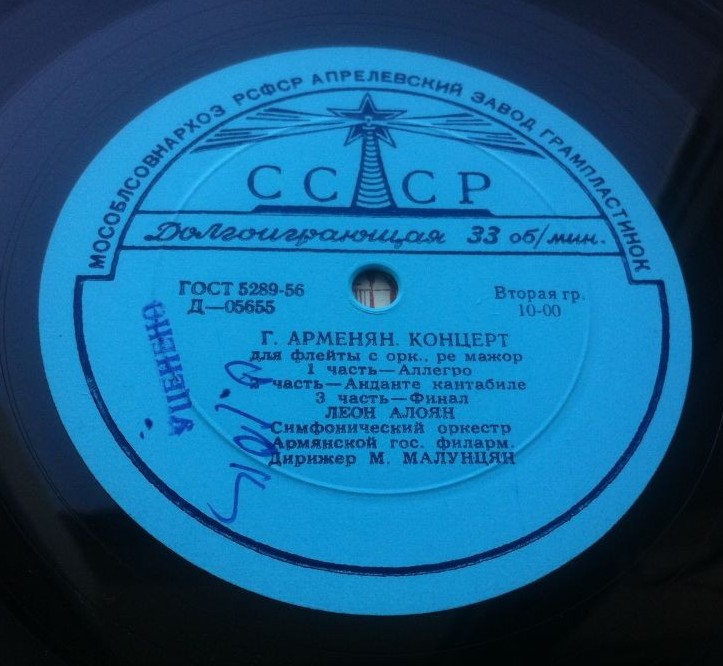 МОСОБЛСОВНАРХОЗ РСФСР АПРЕЛЕВСКИЙ ЗАВОД ГРАМПЛАСТИНОК
СССР
Долгоиграющая 33 об/мин.
ГОСТ 5289-56
Д—05655
Вторая гр.
10-00
Г. АРМЕНЯН. КОНЦЕРТ
для флейты с орк., ре мажор
1 часть—Аллегро
2 часть—Анданте кантабиле
3 часть—Финал
ЛЕОН АЛОЯН
Симфонический оркестр
Армянской гос. филарм.
Дирижер М. МАЛУНЦЯН
УЦЕНЕНО